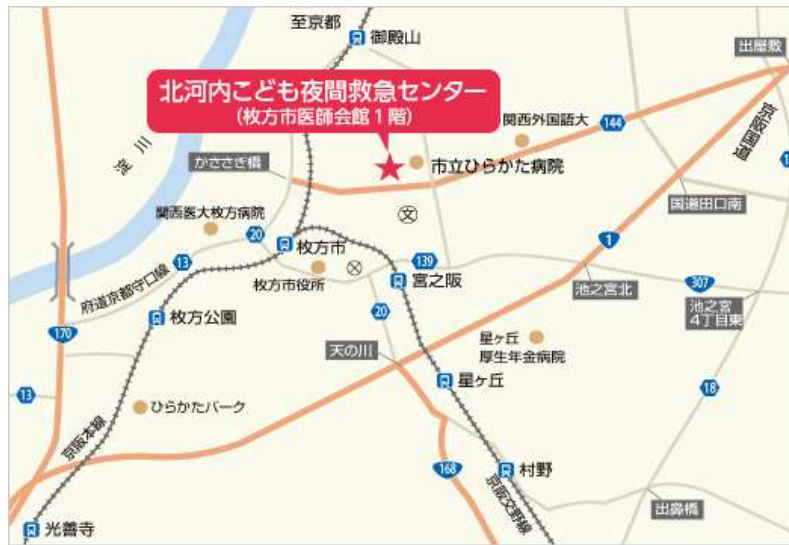 至京都
御殿山
出屋敷
北河内こども夜間救急センター
(枚方市医師会館1階)
関西外国語大
144
京阪国道
淀川
かささぎ橋
市立ひらかた病院
文
国道田口南
関西医大枚方病院
20
1
枚方市
13
139
枚方市役所
宮之阪
池之宮北
307
府道京都守口線
池之宮
4丁目東
枚方公園
20
170
天の川
星ヶ丘
厚生年金病院
星ヶ丘
18
13
ひらかたパーク
京阪本線
168
村野
京阪交野線
出鼻橋
光善寺